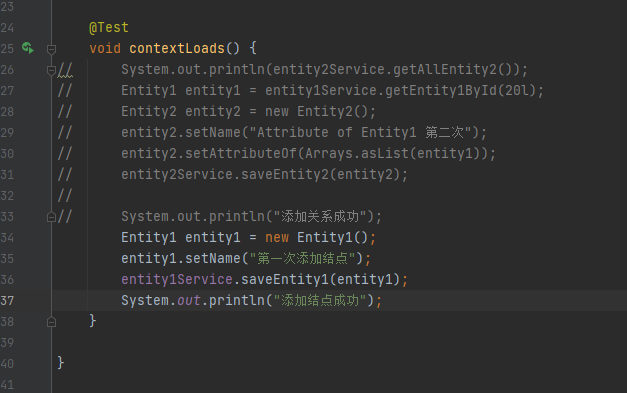 23
24 @Test
25 void contextLoads() {
26 // System.out.println(entity2Service.getAllEntity2());
27 // Entity1 entity1 = entity1Service.getEntity1ById(20l);
28 // Entity2 entity2 = new Entity2();
29 // entity2.setName("Attribute of Entity1 第二次");
30 // entity2.setAttributeOf(Arrays.asList(entity1));
31 // entity2Service.saveEntity2(entity2);
32 //
33 // System.out.println("添加关系成功");
34 Entity1 entity1 = new Entity1();
35 entity1.setName("第一次添加结点");
36 entity1Service.saveEntity1(entity1);
37 System.out.println("添加结点成功");
38 }
39
40 }
41